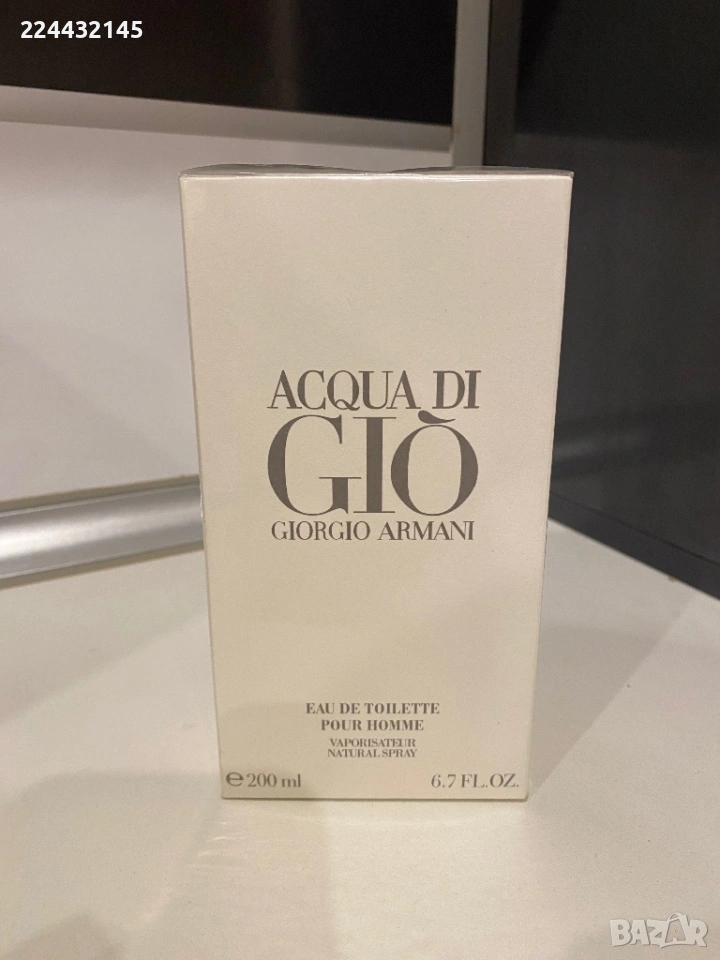 224432145
ACQUA DI
GIÒ
GIORGIO ARMANI
EAU DE TOILETTE
POUR HOMME
VAPORISATEUR
NATURAL SPRAY
℮ 200 ml 6.7 FL.OZ.
BAZAR